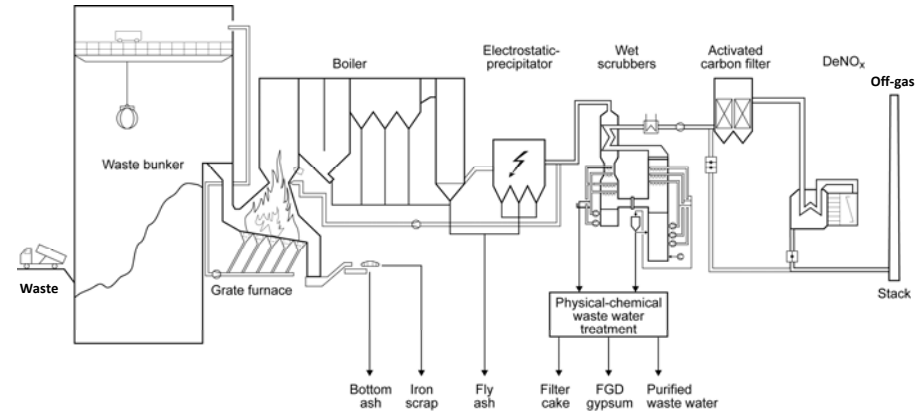 Boiler
Electrostatic-
precipitator
Wet
scrubbers
Activated
carbon filter
DeNOx
Off-gas
Waste bunker
Waste
Grate furnace
Stack
Physical-chemical
waste water
treatment
Bottom
ash
Iron
scrap
Fly
ash
Filter
cake
FGD
gypsum
Purified
waste water